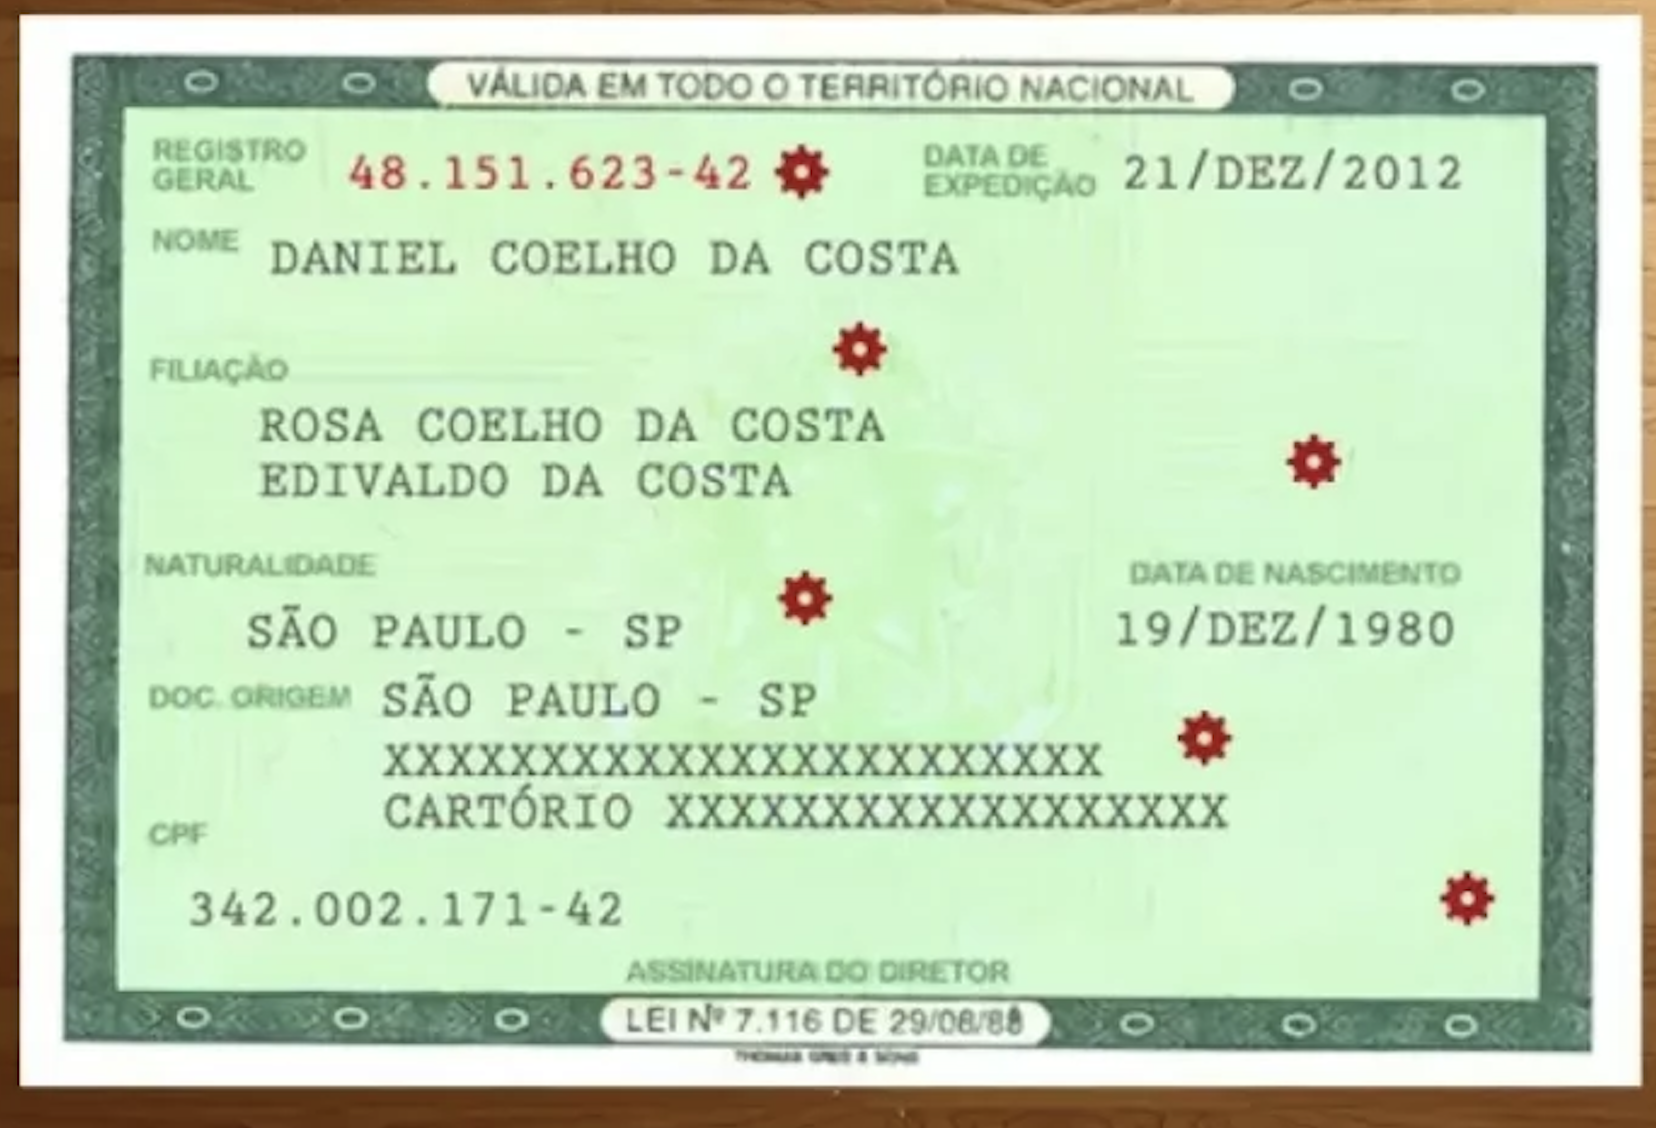 VÁLIDA EM TODO O TERRITÓRIO NACIONAL
REGISTRO GERAL 48.151.623-42 DATA DE EXPEDIÇÃO 21/DEZ/2012
NOME DANIEL COELHO DA COSTA
FILIAÇÃO
ROSA COELHO DA COSTA
EDIVALDO DA COSTA
NATURALIDADE
SÃO PAULO - SP
DATA DE NASCIMENTO
19/DEZ/1980
DOC. ORIGEM SÃO PAULO - SP
XXXXXXXXXXXXXXXXXXXXXXX
CARTÓRIO XXXXXXXXXXXXXXXXXX
CPF
342.002.171-42
ASSINATURA DO DIRETOR
LEI Nº 7.116 DE 29/08/88
THOMAS GREG & SONS